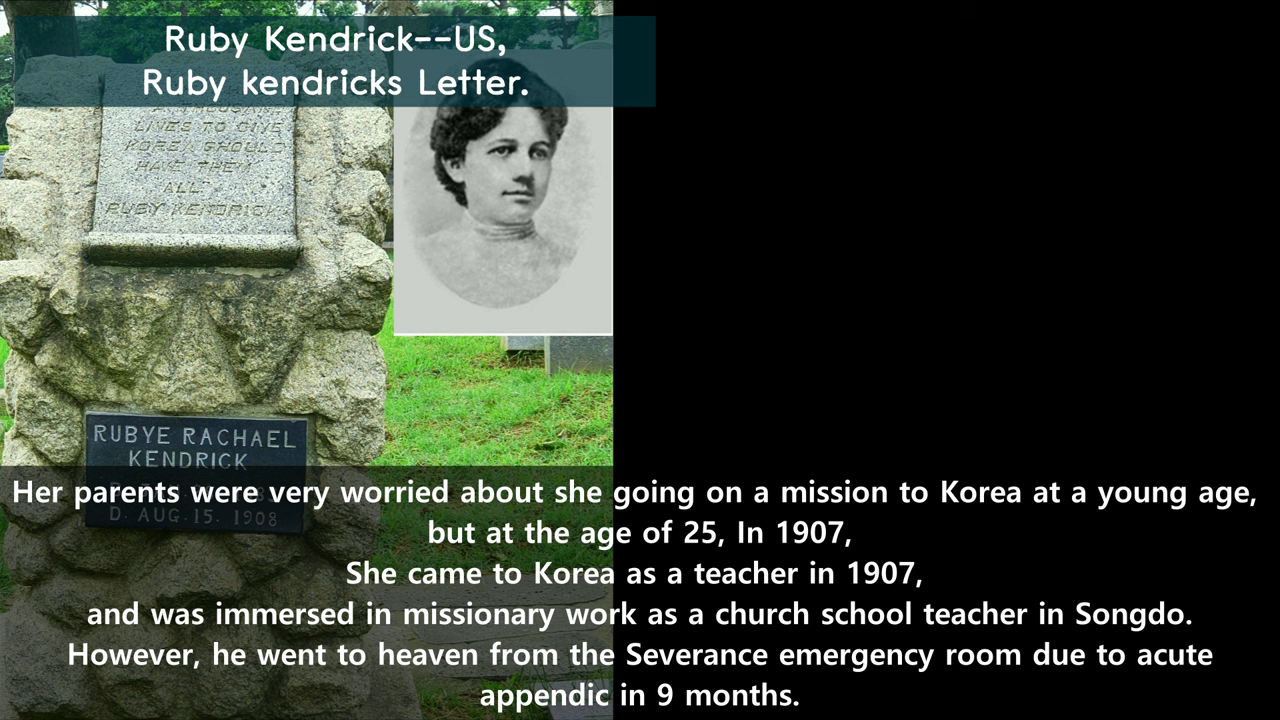 Ruby Kendrick--US,
Ruby kendricks Letter.
LIVES TO GIVE
KOREA SHOULD
HAVE THEM
ALL.
RUBY KENDRICK
RUBYE RACHAEL
KENDRICK
D. AUG. 15. 1908
Her parents were very worried about she going on a mission to Korea at a young age,
but at the age of 25, In 1907,
She came to Korea as a teacher in 1907,
and was immersed in missionary work as a church school teacher in Songdo.
However, he went to heaven from the Severance emergency room due to acute
appendic in 9 months.